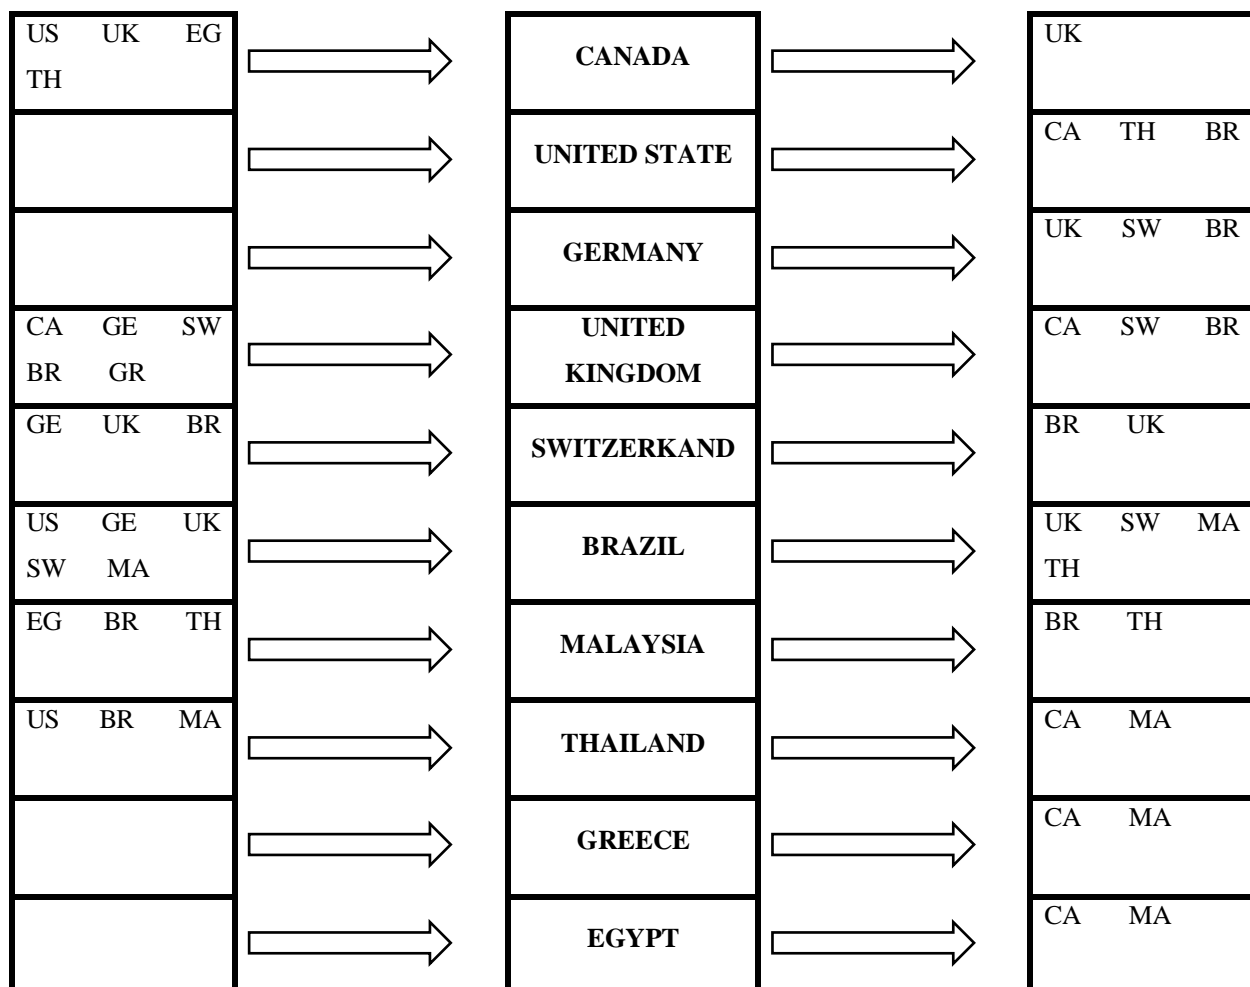 US UK EG
TH
CANADA
UK
UNITED STATE
CA TH BR
GERMANY
UK SW BR
CA GE SW
BR GR
UNITED
KINGDOM
CA SW BR
GE UK BR
SWITZERKAND
BR UK
US GE UK
SW MA
BRAZIL
UK SW MA
TH
EG BR TH
MALAYSIA
BR TH
US BR MA
THAILAND
CA MA
GREECE
CA MA
EGYPT
CA MA